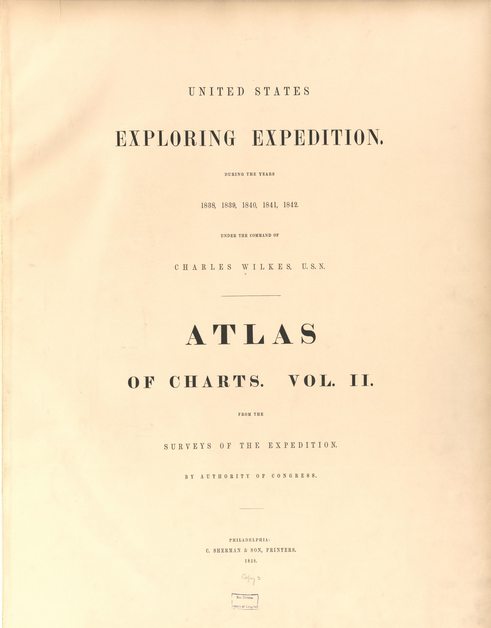 UNITED STATES
EXPLORING EXPEDITION.
DURING THE YEARS
1838, 1839, 1840, 1841, 1842.
UNDER THE COMMAND OF
CHARLES WILKES, U.S.N.
ATLAS
OF CHARTS. VOL. II.
FROM THE
SURVEYS OF THE EXPEDITION.
BY AUTHORITY OF CONGRESS.
PHILADELPHIA:
C. SHERMAN & SON, PRINTERS.
1858.
Copy 2